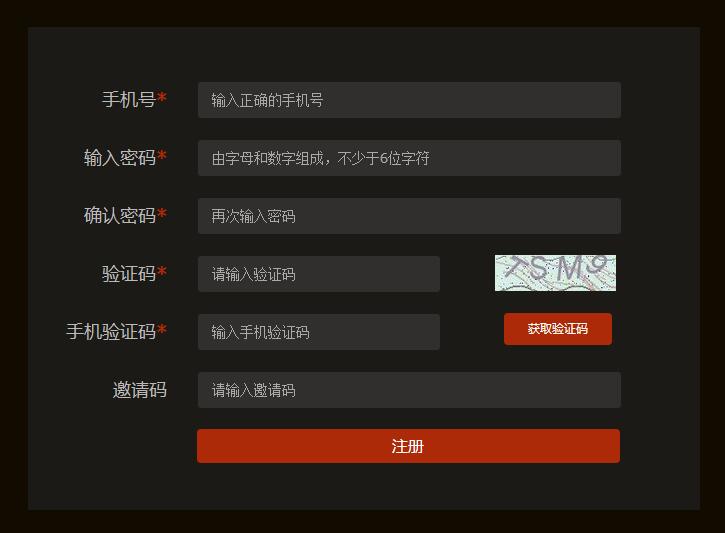 手机号*
输入正确的手机号
输入密码*
由字母和数字组成，不少于6位字符
确认密码*
再次输入密码
验证码*
请输入验证码
TSM9
手机验证码*
输入手机验证码
获取验证码
邀请码
请输入邀请码
注册